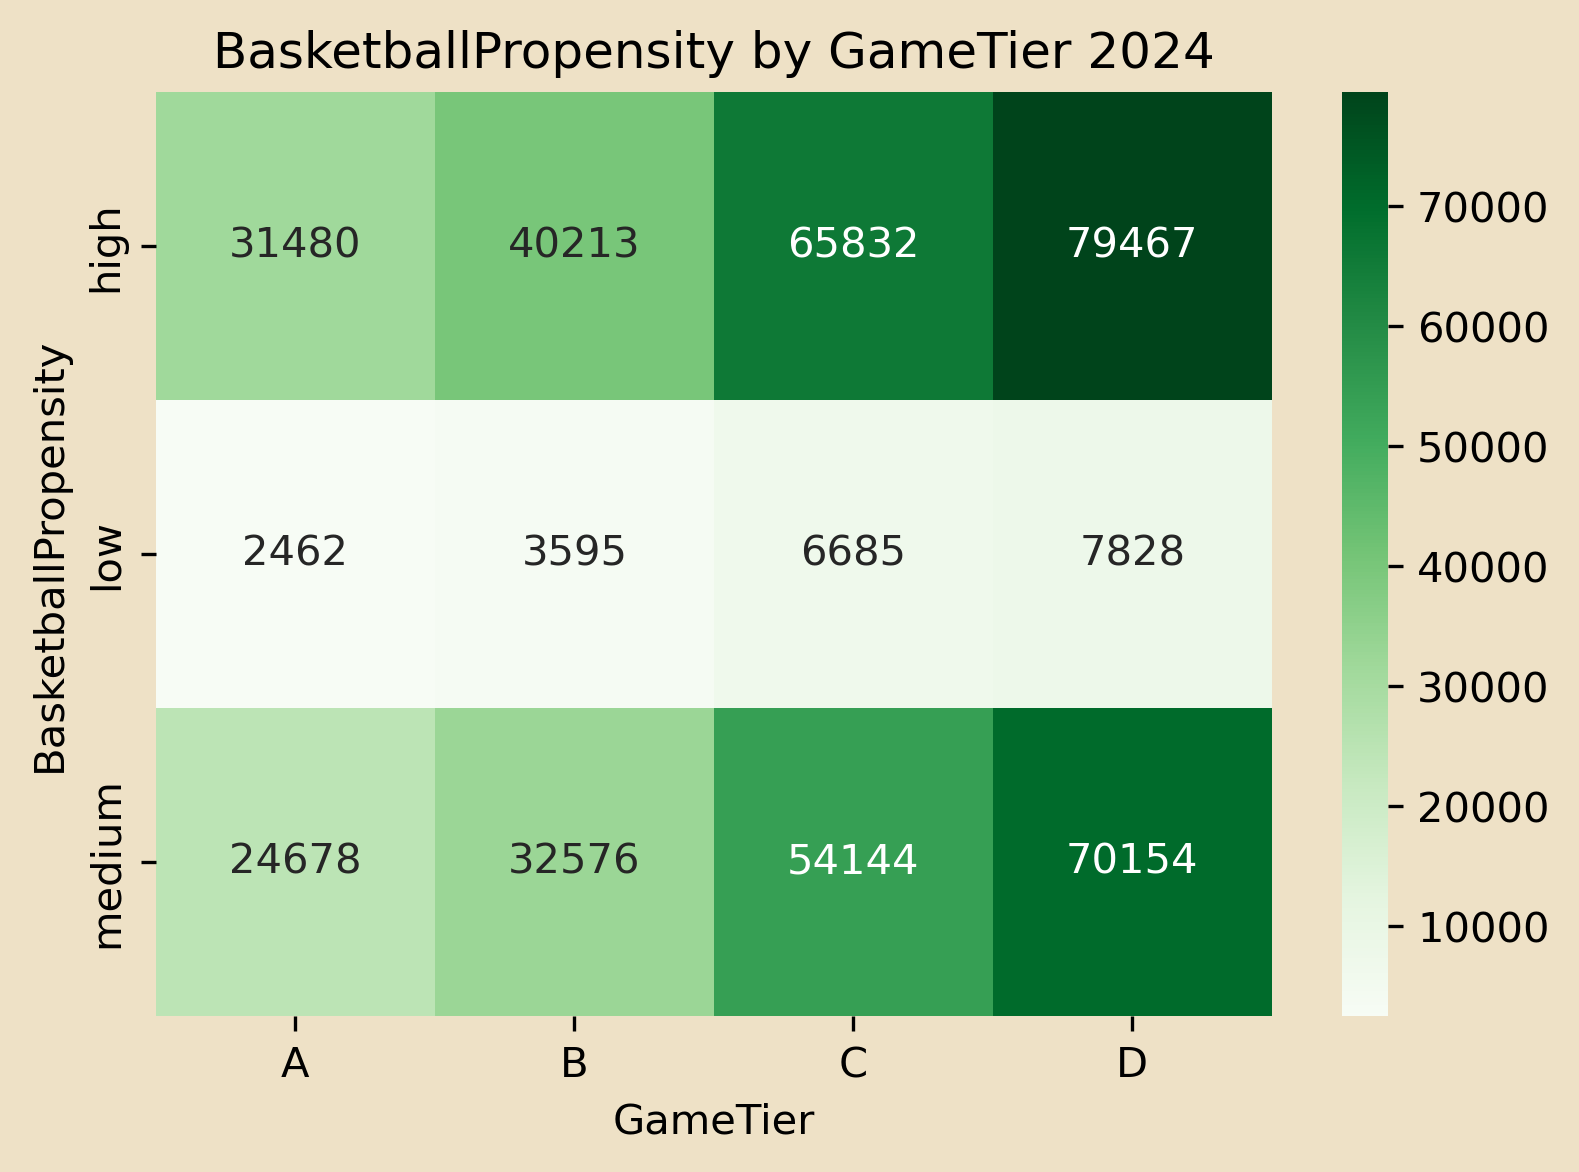 BasketballPropensity by GameTier 2024
BasketballPropensity
high
31480 40213 65832 79467
low
2462 3595 6685 7828
medium
24678 32576 54144 70154
A B C D
GameTier
70000
60000
50000
40000
30000
20000
10000